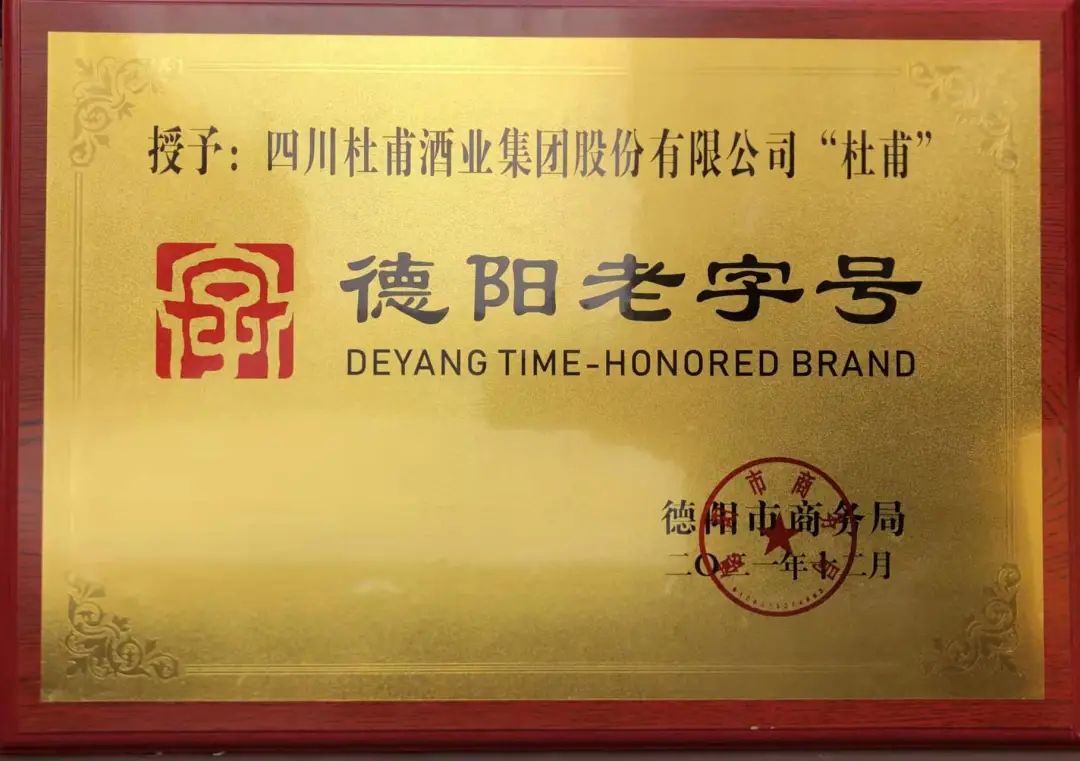 授予：四川杜甫酒业集团股份有限公司“杜甫”
德阳老字号
DEYANG TIME-HONORED BRAND
德阳市商务局
二〇二一年十二月